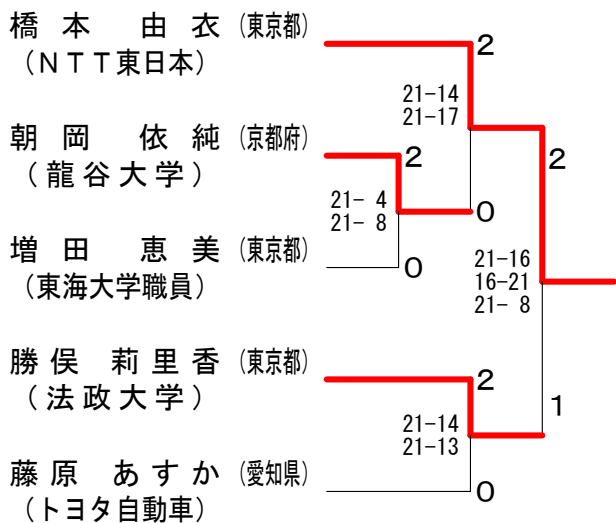 橋本 由衣 (東京都) 2
(NTT東日本)
21-14
21-17
朝岡 依純 (京都府) 2 2
(龍谷大学)
21- 4 0
21- 8
増田 恵美 (東京都) 0 21-16
(東海大学職員) 16-21
21- 8
勝俣 莉里香 (東京都) 2
(法政大学) 1
21-14
21-13
藤原 あすか (愛知県) 0
(トヨタ自動車)